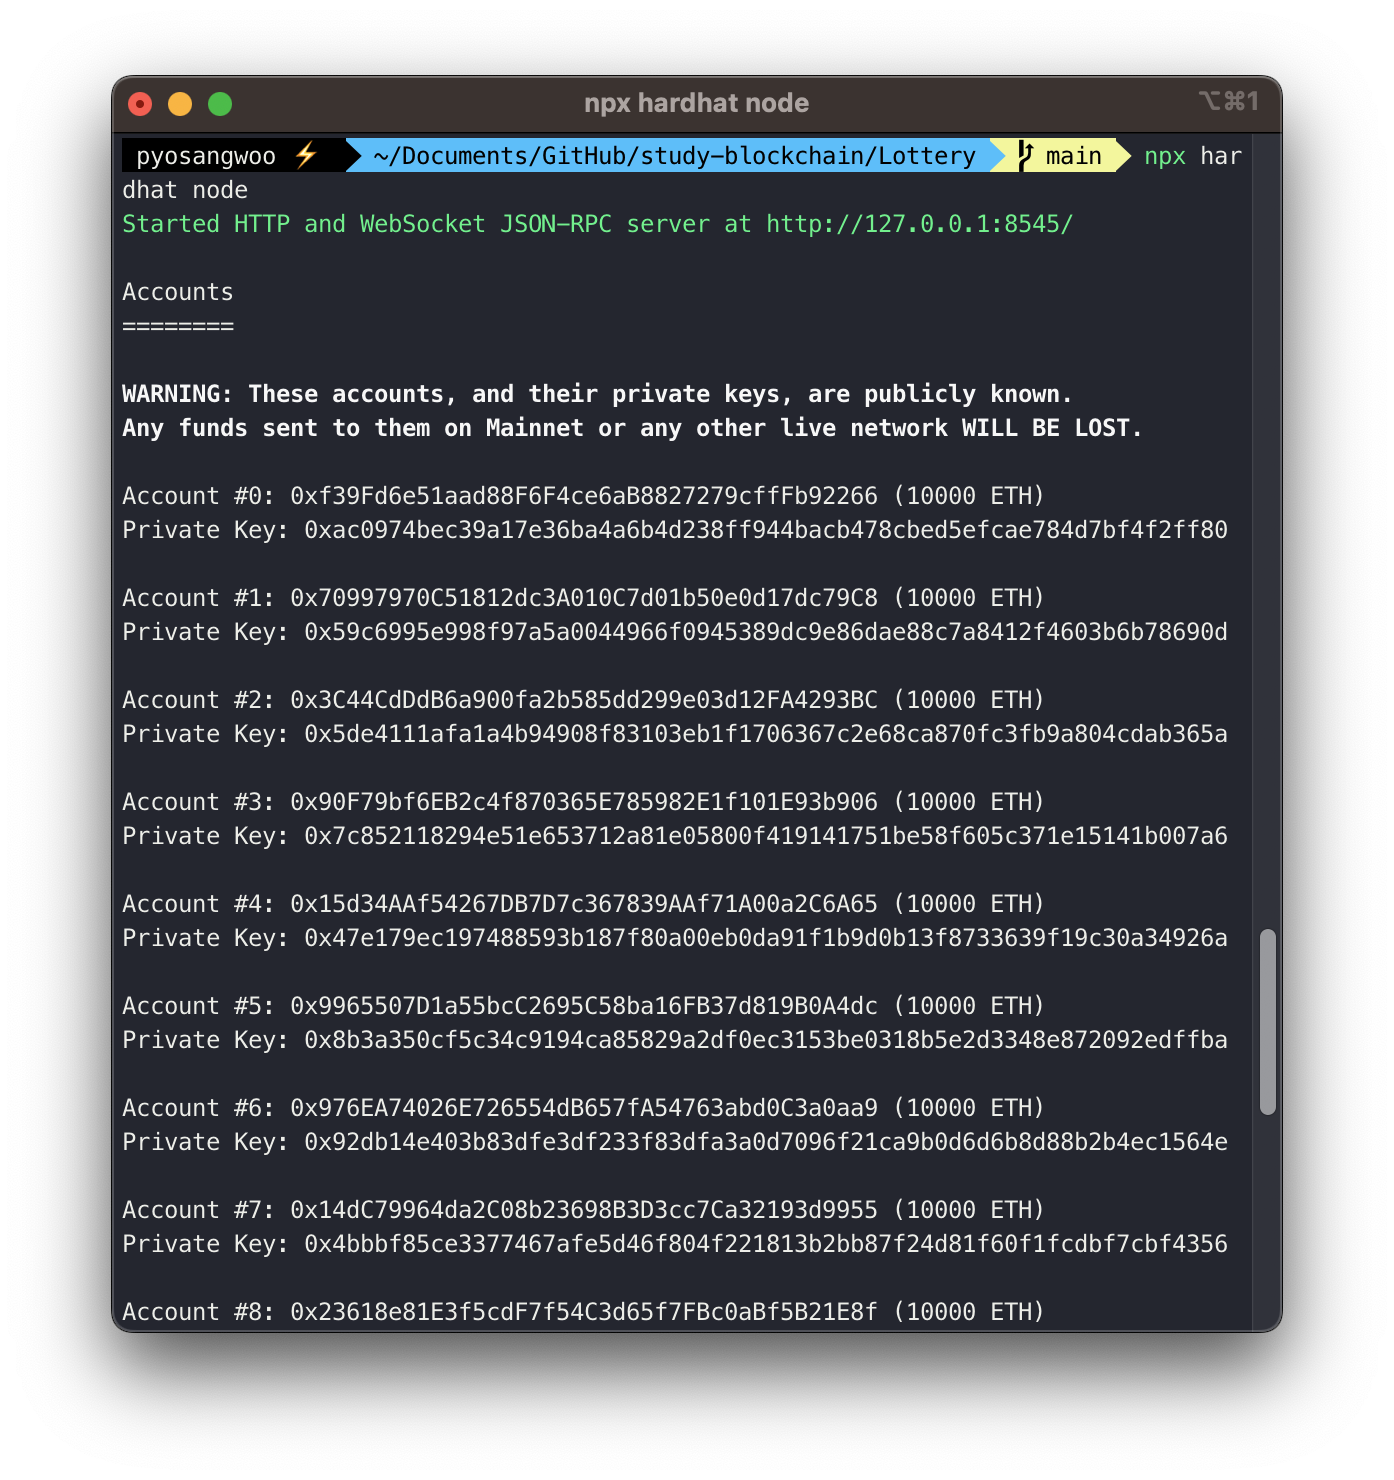 npx hardhat node
⌥⌘1
pyosangwoo ⚡ ~/Documents/GitHub/study-blockchain/Lottery main npx har
dhat node
Started HTTP and WebSocket JSON-RPC server at http://127.0.0.1:8545/
Accounts
========
WARNING: These accounts, and their private keys, are publicly known.
Any funds sent to them on Mainnet or any other live network WILL BE LOST.
Account #0: 0xf39Fd6e51aad88F6F4ce6aB8827279cffFb92266 (10000 ETH)
Private Key: 0xac0974bec39a17e36ba4a6b4d238ff944bacb478cbed5efcae784d7bf4f2ff80
Account #1: 0x70997970C51812dc3A010C7d01b50e0d17dc79C8 (10000 ETH)
Private Key: 0x59c6995e998f97a5a0044966f0945389dc9e86dae88c7a8412f4603b6b78690d
Account #2: 0x3C44CdDdB6a900fa2b585dd299e03d12FA4293BC (10000 ETH)
Private Key: 0x5de4111afa1a4b94908f83103eb1f1706367c2e68ca870fc3fb9a804cdab365a
Account #3: 0x90F79bf6EB2c4f870365E785982E1f101E93b906 (10000 ETH)
Private Key: 0x7c852118294e51e653712a81e05800f419141751be58f605c371e15141b007a6
Account #4: 0x15d34AAf54267DB7D7c367839AAf71A00a2C6A65 (10000 ETH)
Private Key: 0x47e179ec197488593b187f80a00eb0da91f1b9d0b13f8733639f19c30a34926a
Account #5: 0x9965507D1a55bcC2695C58ba16FB37d819B0A4dc (10000 ETH)
Private Key: 0x8b3a350cf5c34c9194ca85829a2df0ec3153be0318b5e2d3348e872092edffba
Account #6: 0x976EA74026E726554dB657fA54763abd0C3a0aa9 (10000 ETH)
Private Key: 0x92db14e403b83dfe3df233f83dfa3a0d7096f21ca9b0d6d6b8d88b2b4ec1564e
Account #7: 0x14dC79964da2C08b23698B3D3cc7Ca32193d9955 (10000 ETH)
Private Key: 0x4bbbf85ce3377467afe5d46f804f221813b2bb87f24d81f60f1fcdbf7cbf4356
Account #8: 0x23618e81E3f5cdF7f54C3d65f7FBc0aBf5B21E8f (10000 ETH)